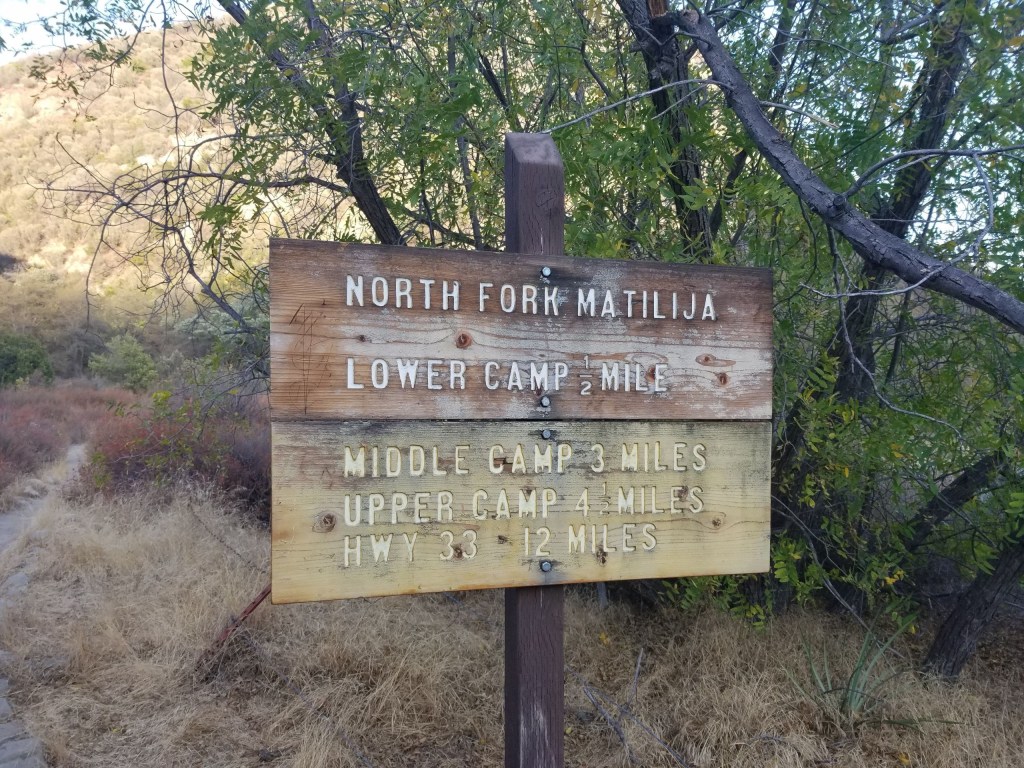 NORTH FORK MATILIJA
LOWER CAMP ½ MILE
MIDDLE CAMP 3 MILES
UPPER CAMP 4½ MILES
HWY 33 12 MILES